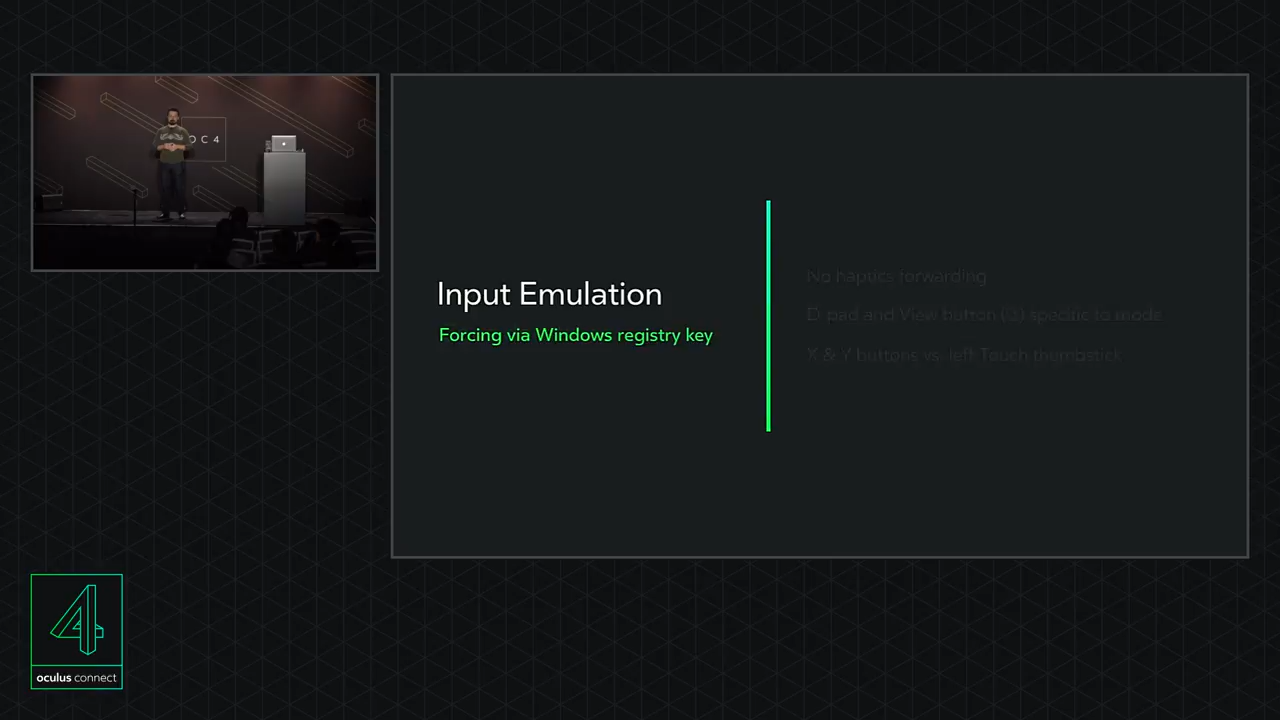 OC4
Input Emulation
Forcing via Windows registry key
No haptics forwarding
D-pad and View button specific to mode
X & Y buttons vs. left Touch thumbstick
4
oculus connect